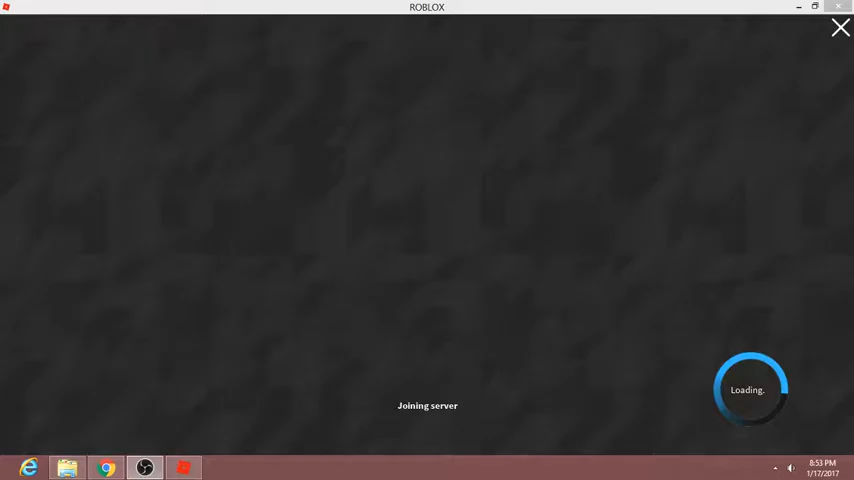 ROBLOX
Joining server
Loading.
8:53 PM
1/17/2017